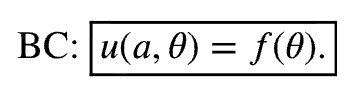 BC: u(a, θ) = f(θ).